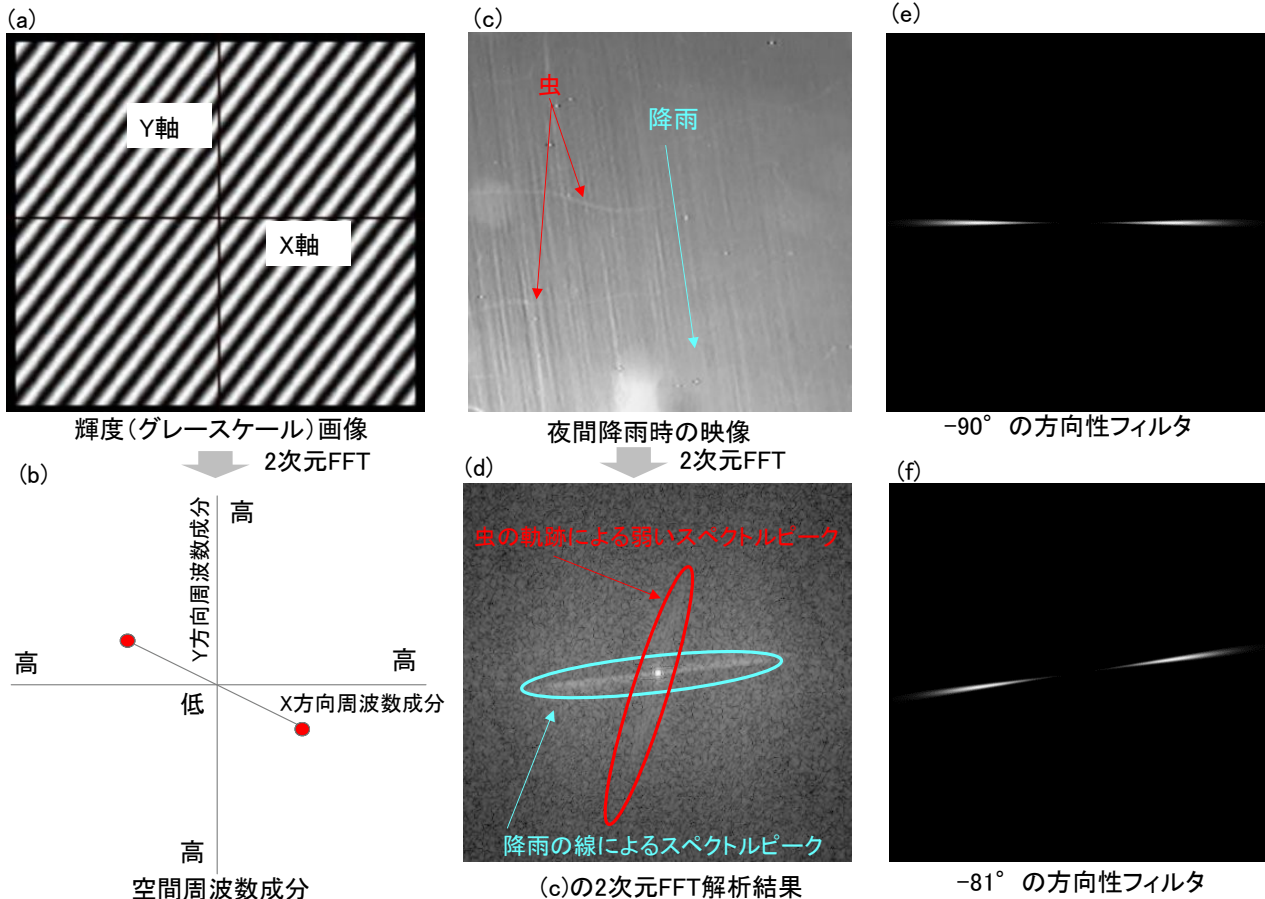 (a)
Y軸
X軸
輝度(グレースケール)画像
2次元FFT
(b)
高
Y方向周波数成分
高
高
低
X方向周波数成分
高
空間周波数成分
(c)
虫
降雨
夜間降雨時の映像
2次元FFT
(d)
虫の軌跡による弱いスペクトルピーク
降雨の線によるスペクトルピーク
(c)の2次元FFT解析結果
(e)
-90° の方向性フィルタ
(f)
-81° の方向性フィルタ